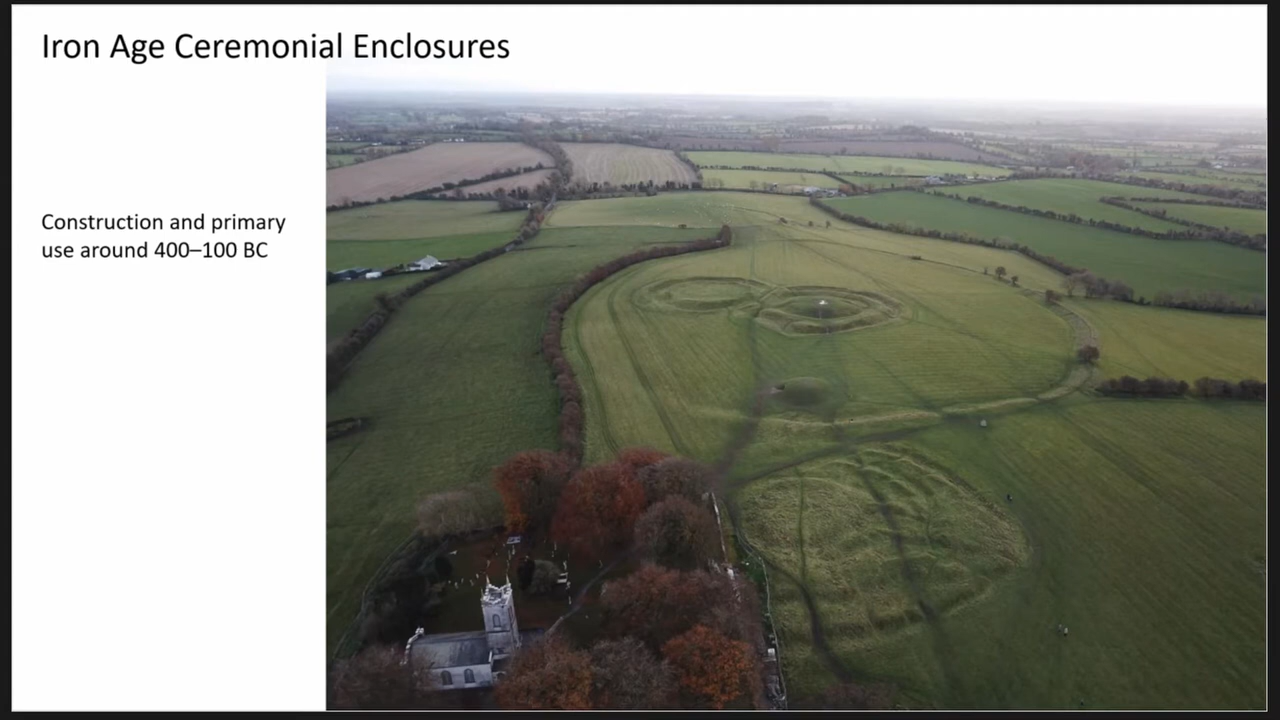 Iron Age Ceremonial Enclosures
Construction and primary
use around 400–100 BC